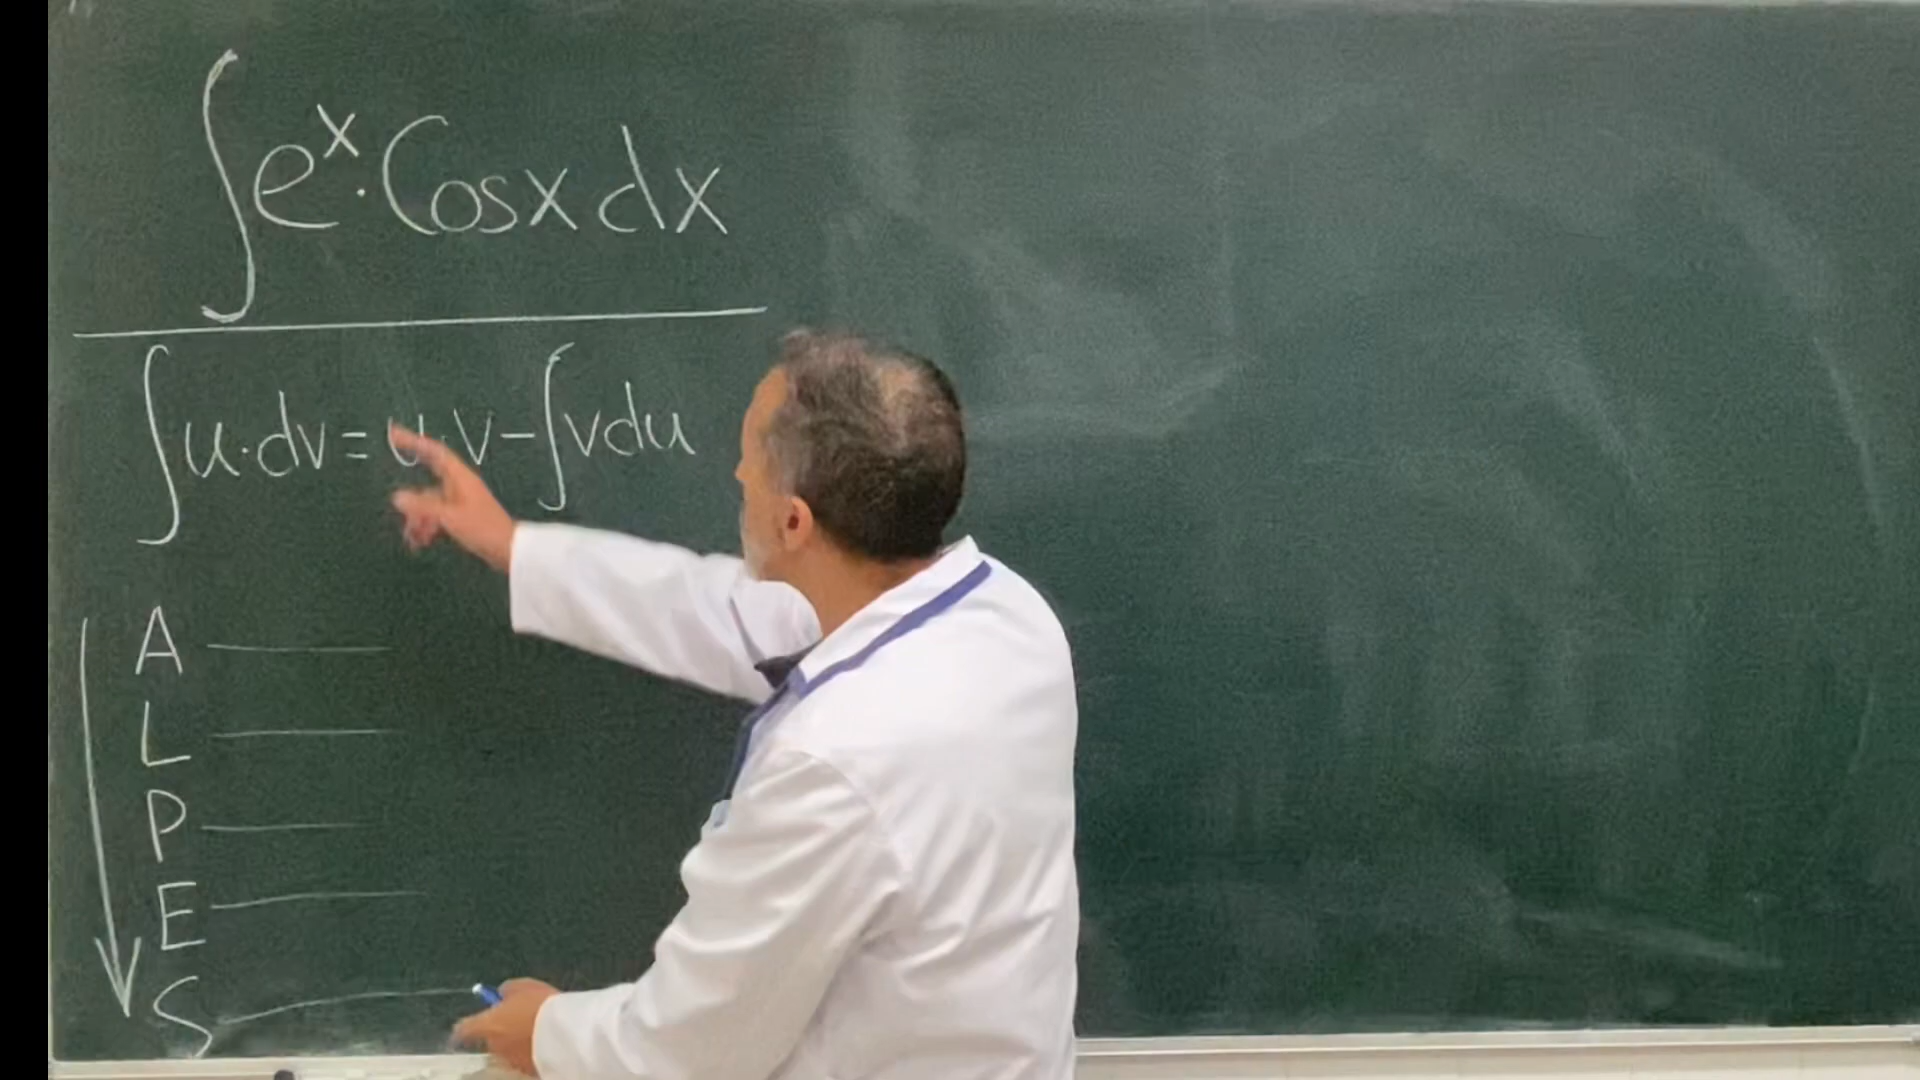 ∫e^x·Cosx dx
∫u·dv=u·v-∫vdu
A
L
P
E
S